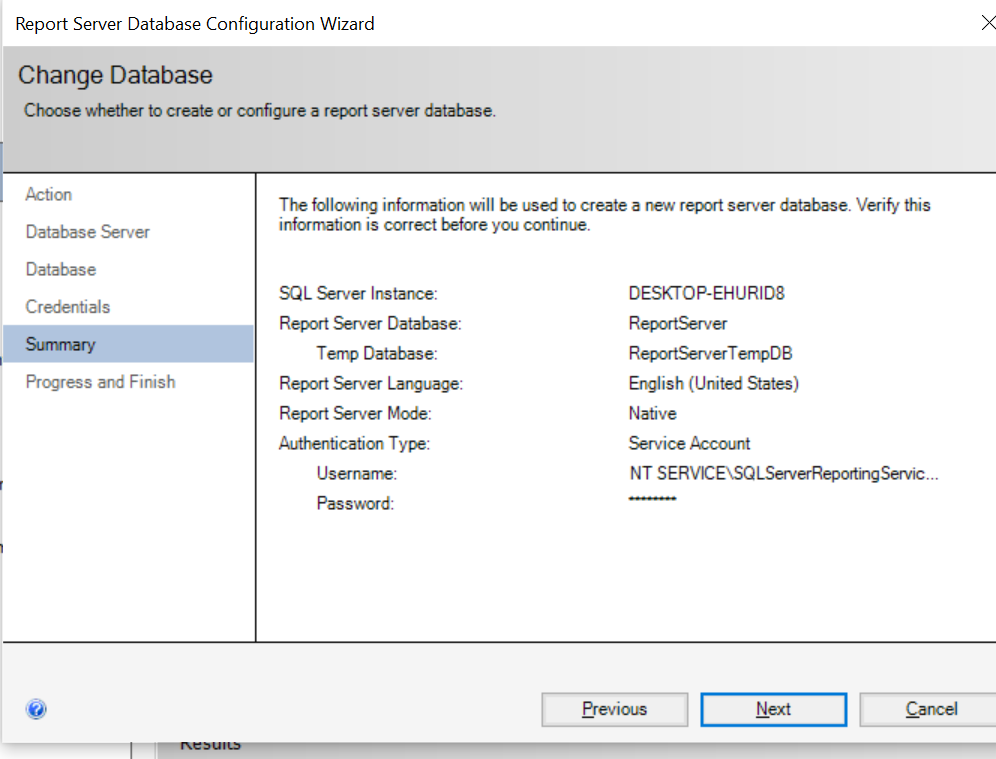 Report Server Database Configuration Wizard
Change Database
Choose whether to create or configure a report server database.
Action
Database Server
Database
Credentials
Summary
Progress and Finish
The following information will be used to create a new report server database. Verify this
information is correct before you continue.
SQL Server Instance: DESKTOP-EHURID8
Report Server Database: ReportServer
Temp Database: ReportServerTempDB
Report Server Language: English (United States)
Report Server Mode: Native
Authentication Type: Service Account
Username: NT SERVICE\SQLServerReportingServic...
Password: ********
Previous Next Cancel
Results